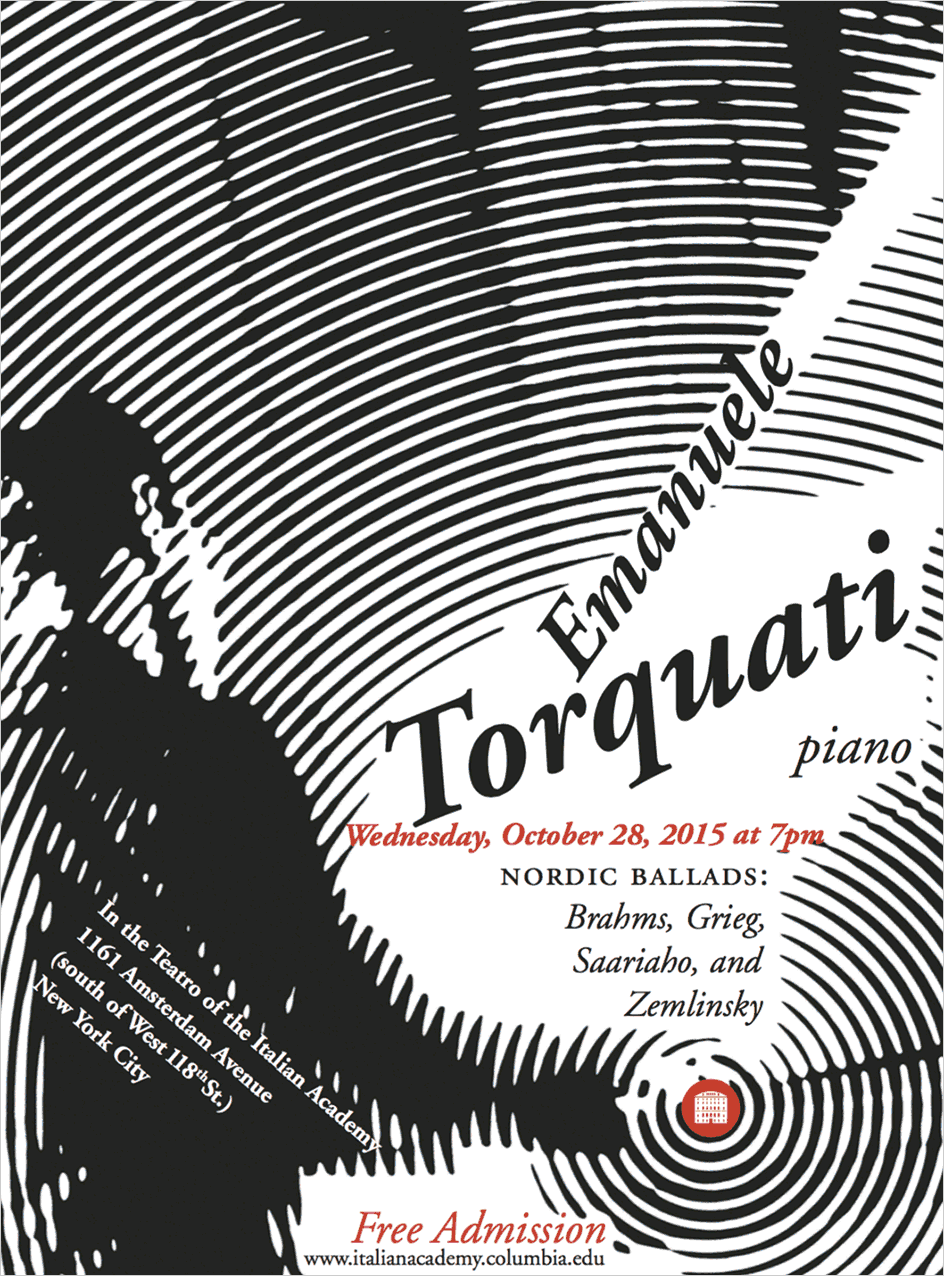 Emanuele
Torquati
piano
Wednesday, October 28, 2015 at 7pm
NORDIC BALLADS:
Brahms, Grieg,
Saariaho, and
Zemlinsky
In the Teatro of the Italian Academy
1161 Amsterdam Avenue
(south of West 118th St.)
New York City
Free Admission
www.italianacademy.columbia.edu